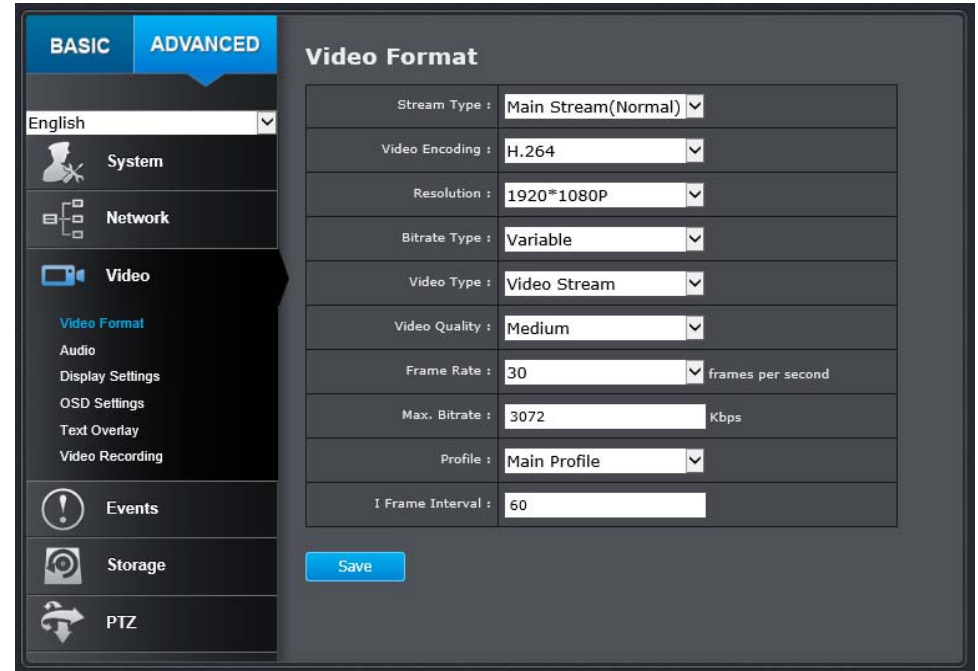 BASIC ADVANCED
English
System
Network
Video
Video Format
Audio
Display Settings
OSD Settings
Text Overlay
Video Recording
Events
Storage
PTZ
Video Format
Stream Type : Main Stream(Normal)
Video Encoding : H.264
Resolution : 1920*1080P
Bitrate Type : Variable
Video Type : Video Stream
Video Quality : Medium
Frame Rate : 30 frames per second
Max. Bitrate : 3072 Kbps
Profile : Main Profile
I Frame Interval : 60
Save